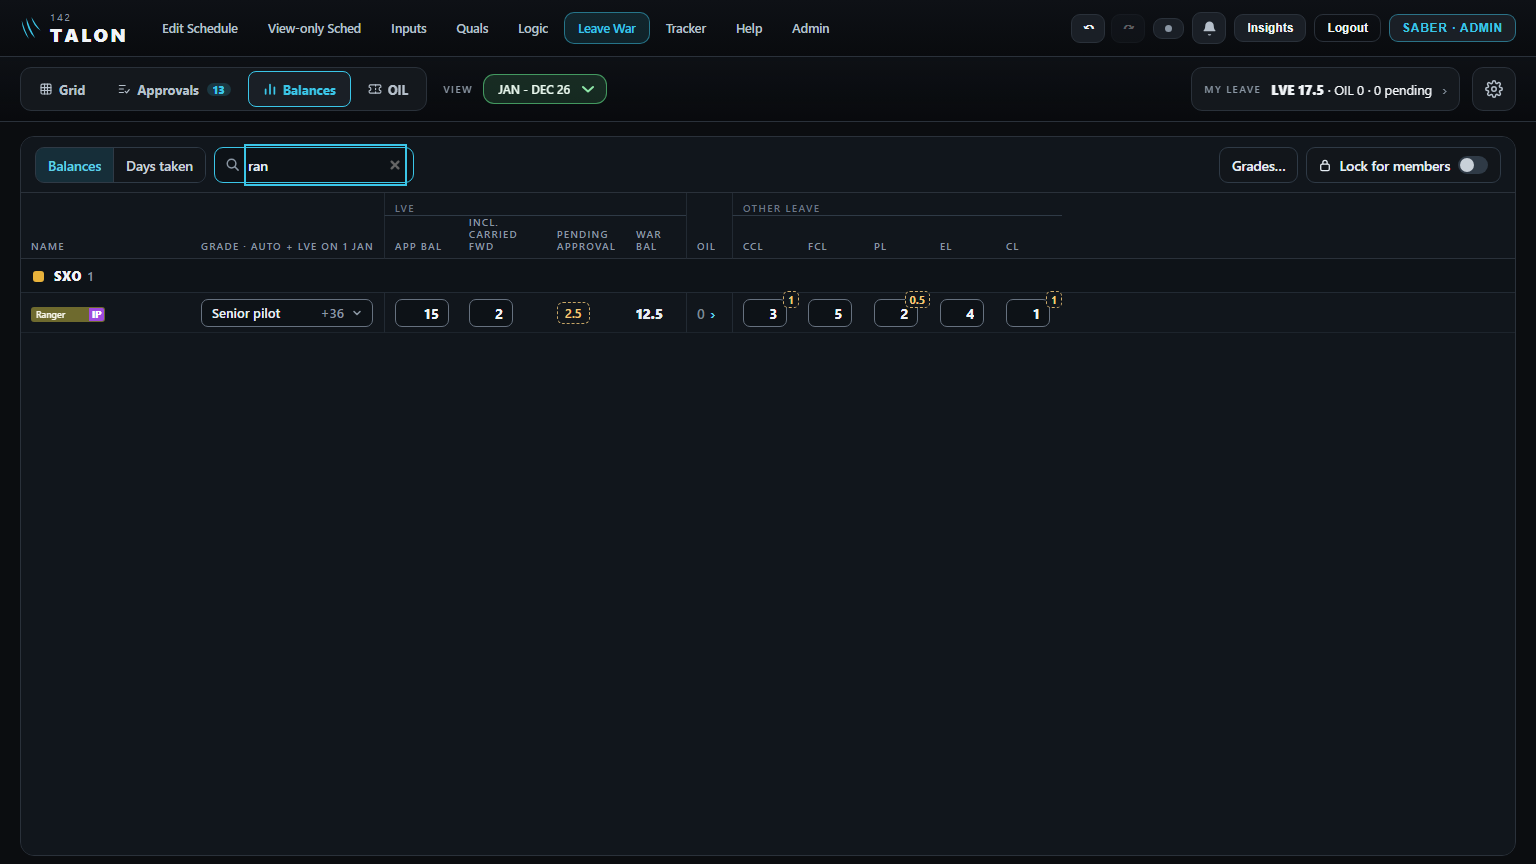 142
TALON
Edit Schedule
View-only Sched
Inputs
Quals
Logic
Leave War
Tracker
Help
Admin
Insights
Logout
SABER · ADMIN
Grid
Approvals 13
Balances
OIL
VIEW
JAN - DEC 26
MY LEAVE LVE 17.5 · OIL 0 · 0 pending ›
Balances
Days taken
ran
Grades...
Lock for members
LVE
OTHER LEAVE
NAME
GRADE · AUTO + LVE ON 1 JAN
APP BAL
INCL. CARRIED FWD
PENDING APPROVAL
WAR BAL
OIL
CCL
FCL
PL
EL
CL
SXO 1
Ranger IP
Senior pilot +36
15
2
2.5
12.5
0 ›
3
1
5
2
0.5
4
1
1